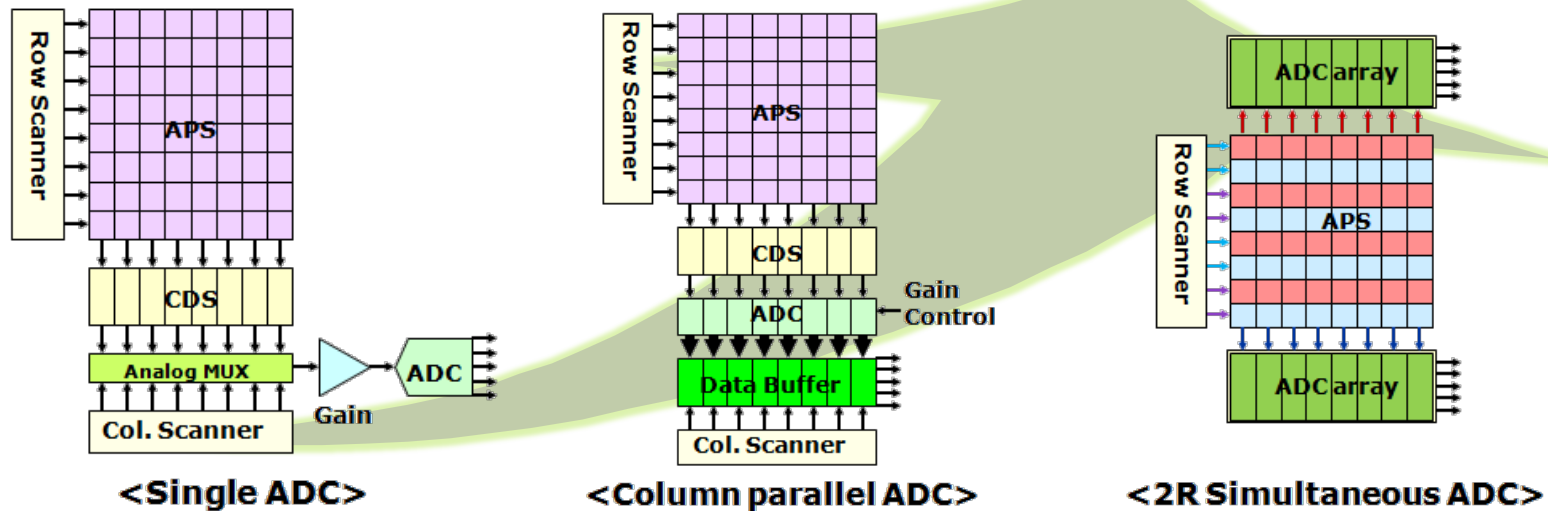 Row Scanner
APS
CDS
Analog MUX
Col. Scanner
Gain
ADC
<Single ADC>
Row Scanner
APS
CDS
ADC
Gain
Control
Data Buffer
Col. Scanner
<Column parallel ADC>
ADC array
Row Scanner
APS
ADC array
<2R Simultaneous ADC>